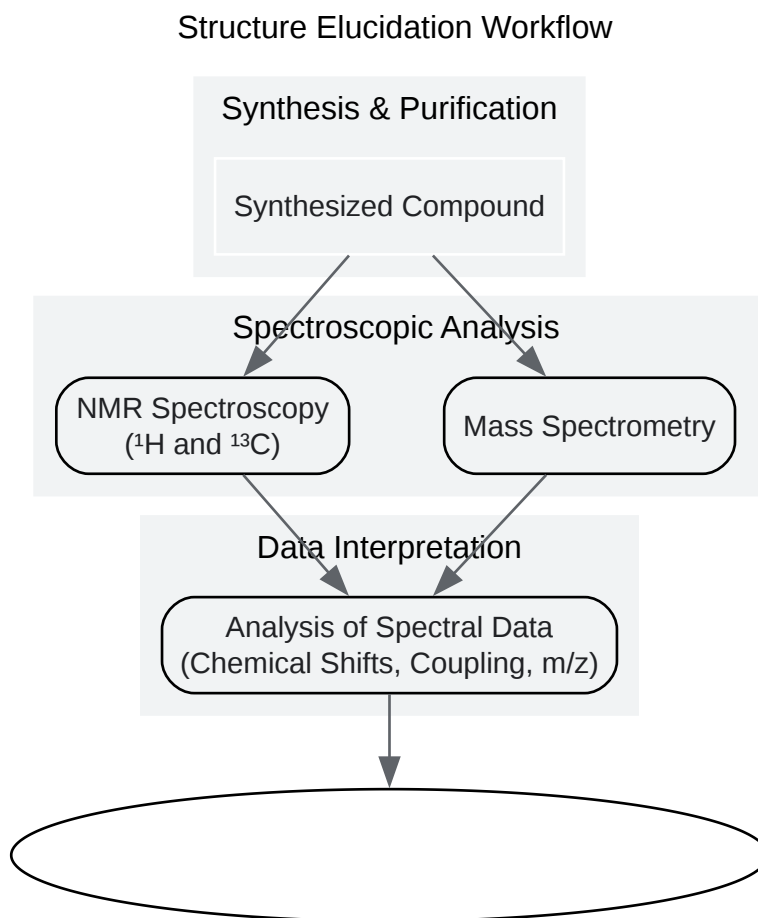 Structure Elucidation Workflow
Synthesis & Purification
Synthesized Compound
Spectroscopic Analysis
NMR Spectroscopy
(¹H and ¹³C)
Mass Spectrometry
Data Interpretation
Analysis of Spectral Data
(Chemical Shifts, Coupling, m/z)